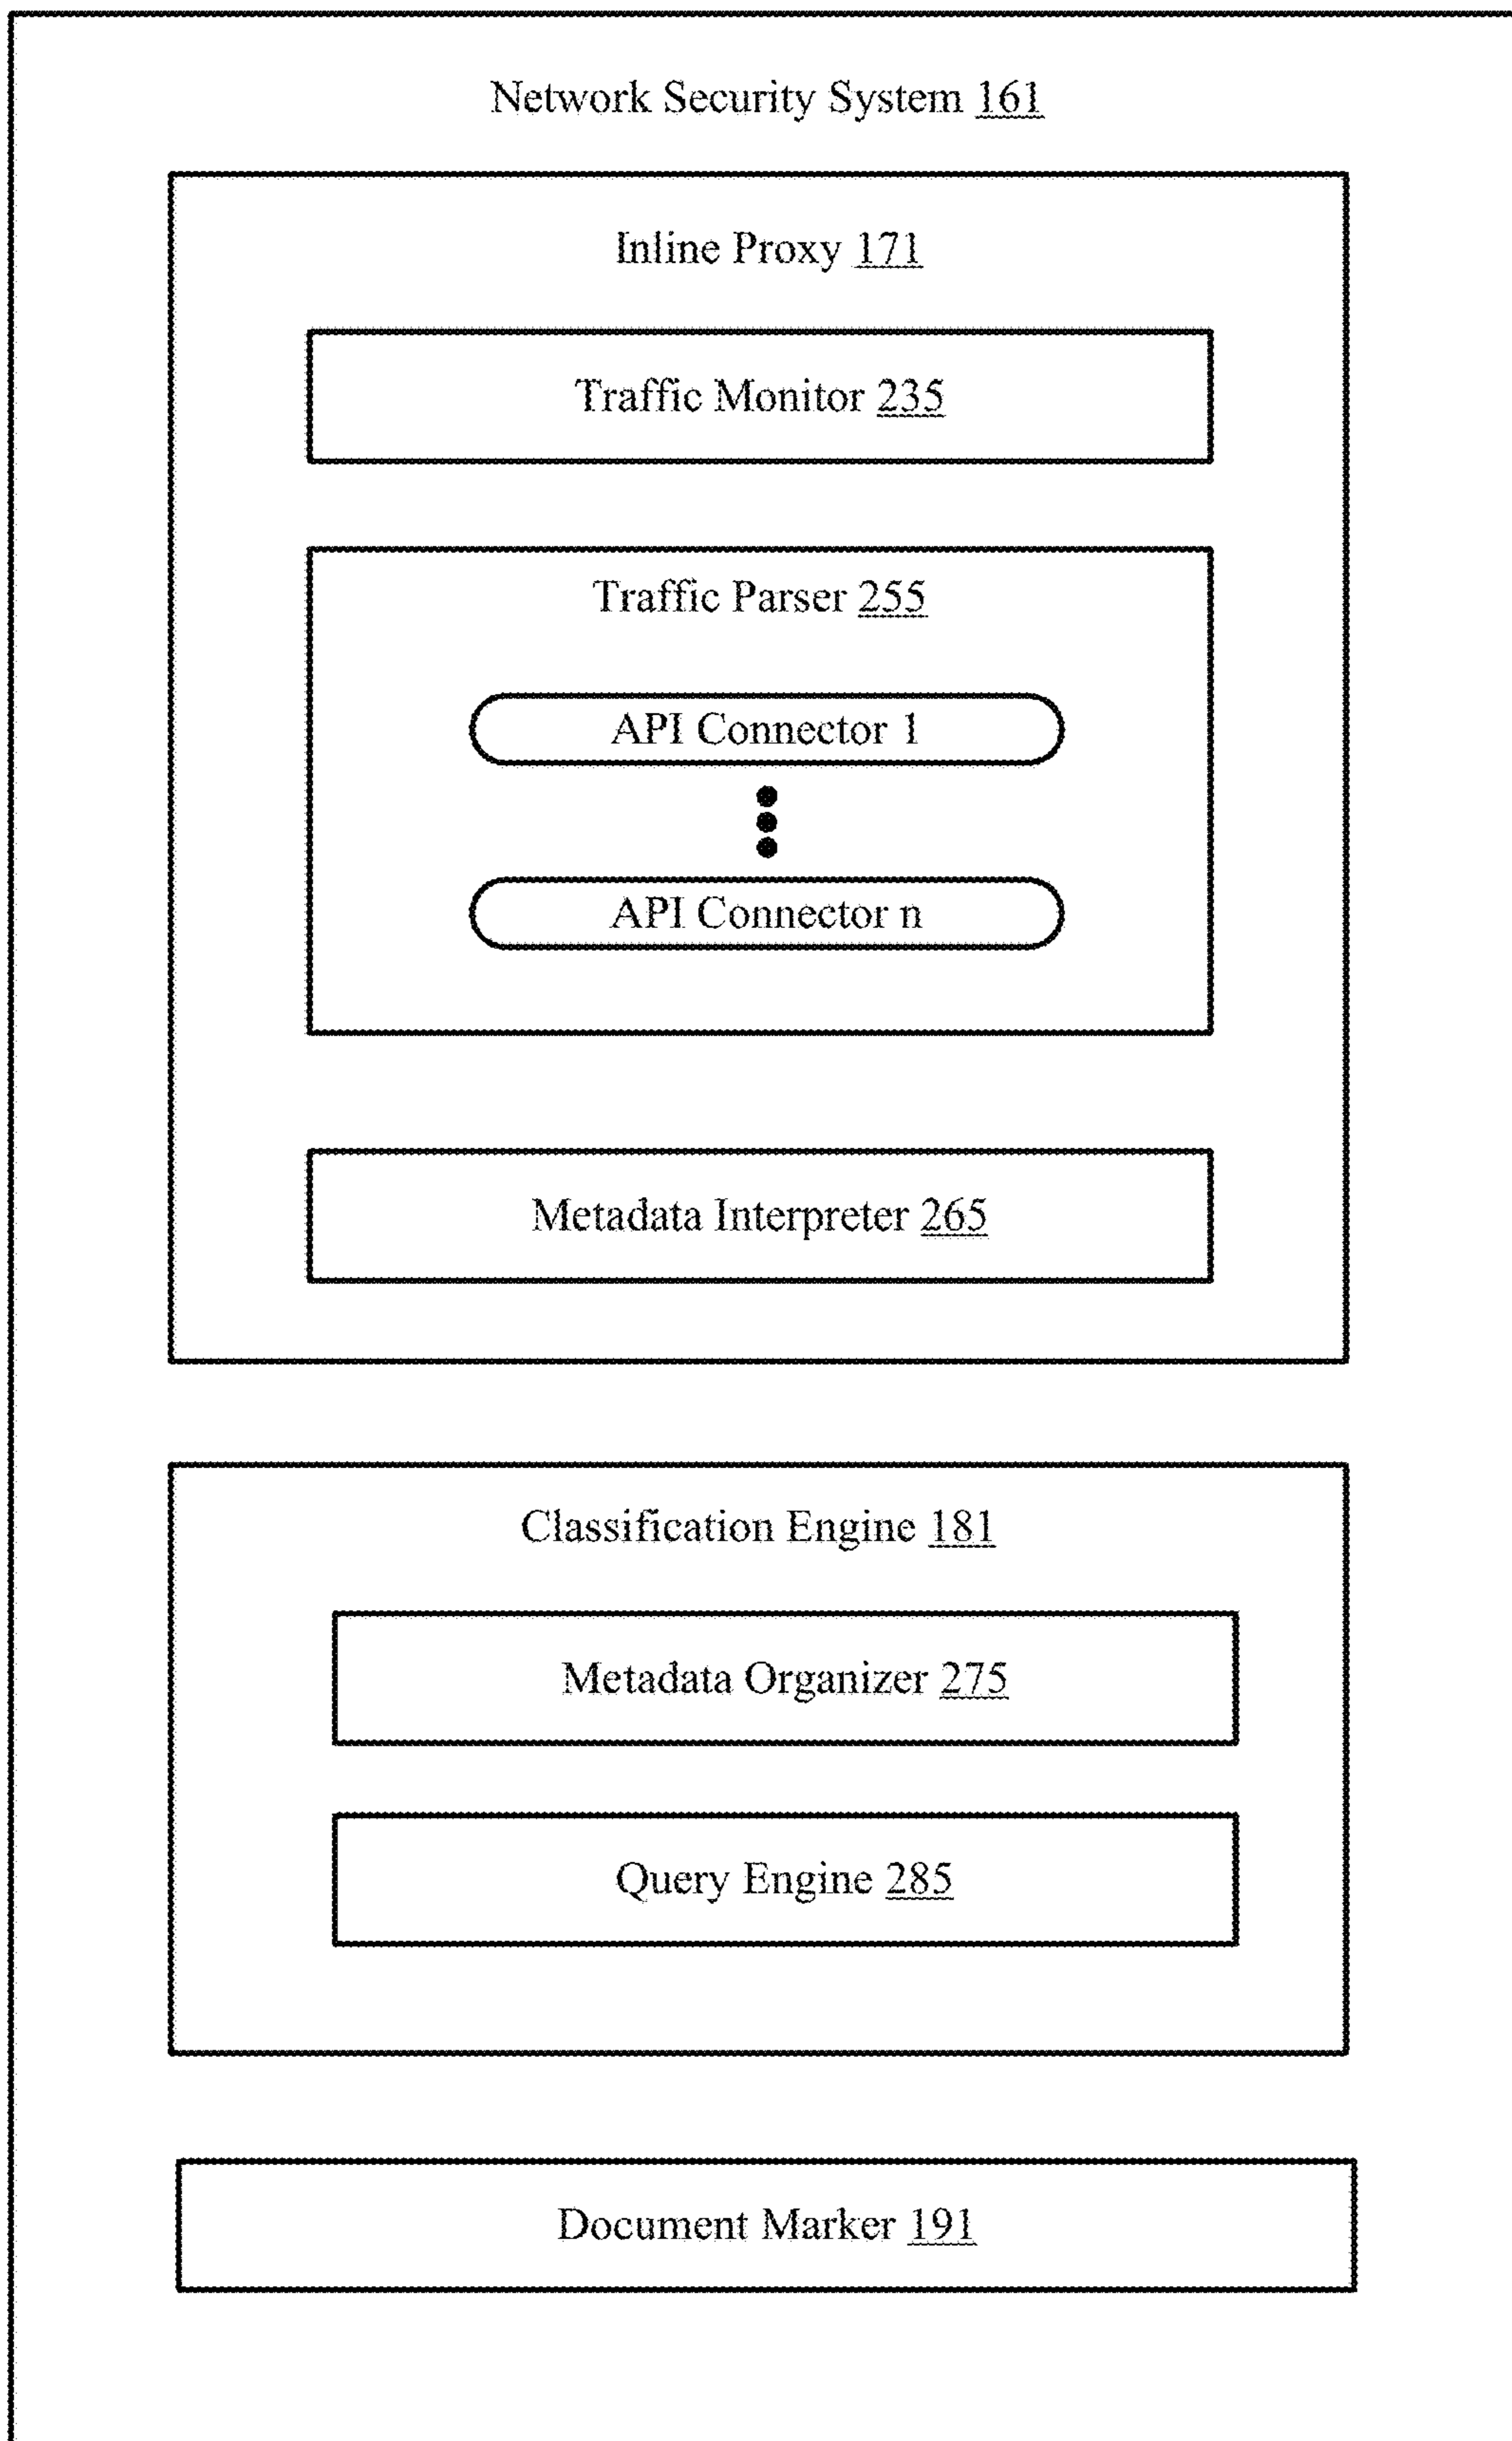 Network Security System 161
Inline Proxy 171
Traffic Monitor 235
Traffic Parser 255
API Connector 1
API Connector n
Metadata Interpreter 265
Classification Engine 181
Metadata Organizer 275
Query Engine 285
Document Marker 191